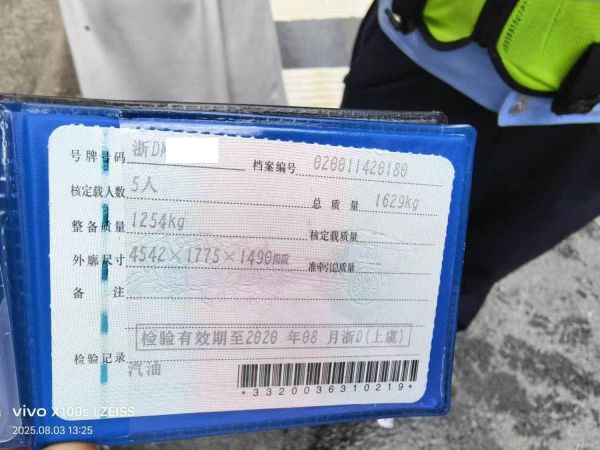 号牌号码 浙D 档案编号 020011420180
核定载人数 5人 总质量 1629kg
整备质量 1254kg 核定载质量
外廓尺寸 4542×1775×1490mm 准牵引总质量
备注
检验有效期至2020年08月浙D(上虞)
检验记录
汽油
*3320036310219*
vivo X100s | ZEISS
2025.08.03 13:25